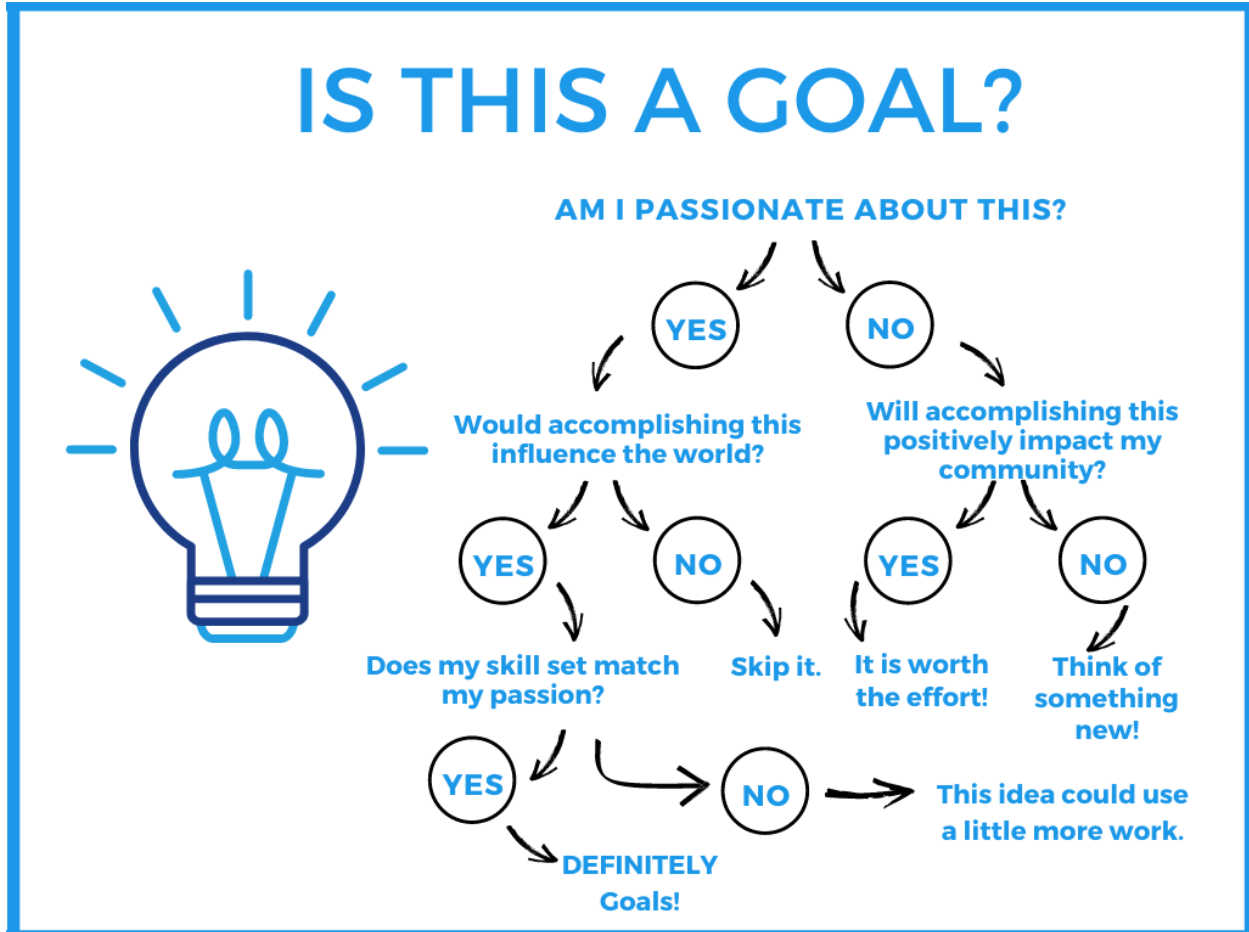 IS THIS A GOAL?
AM I PASSIONATE ABOUT THIS?
YES
NO
Would accomplishing this
influence the world?
Will accomplishing this
positively impact my
community?
YES
NO
YES
NO
Does my skill set match
my passion?
Skip it.
It is worth
the effort!
Think of
something
new!
YES
NO
This idea could use
a little more work.
DEFINITELY
Goals!